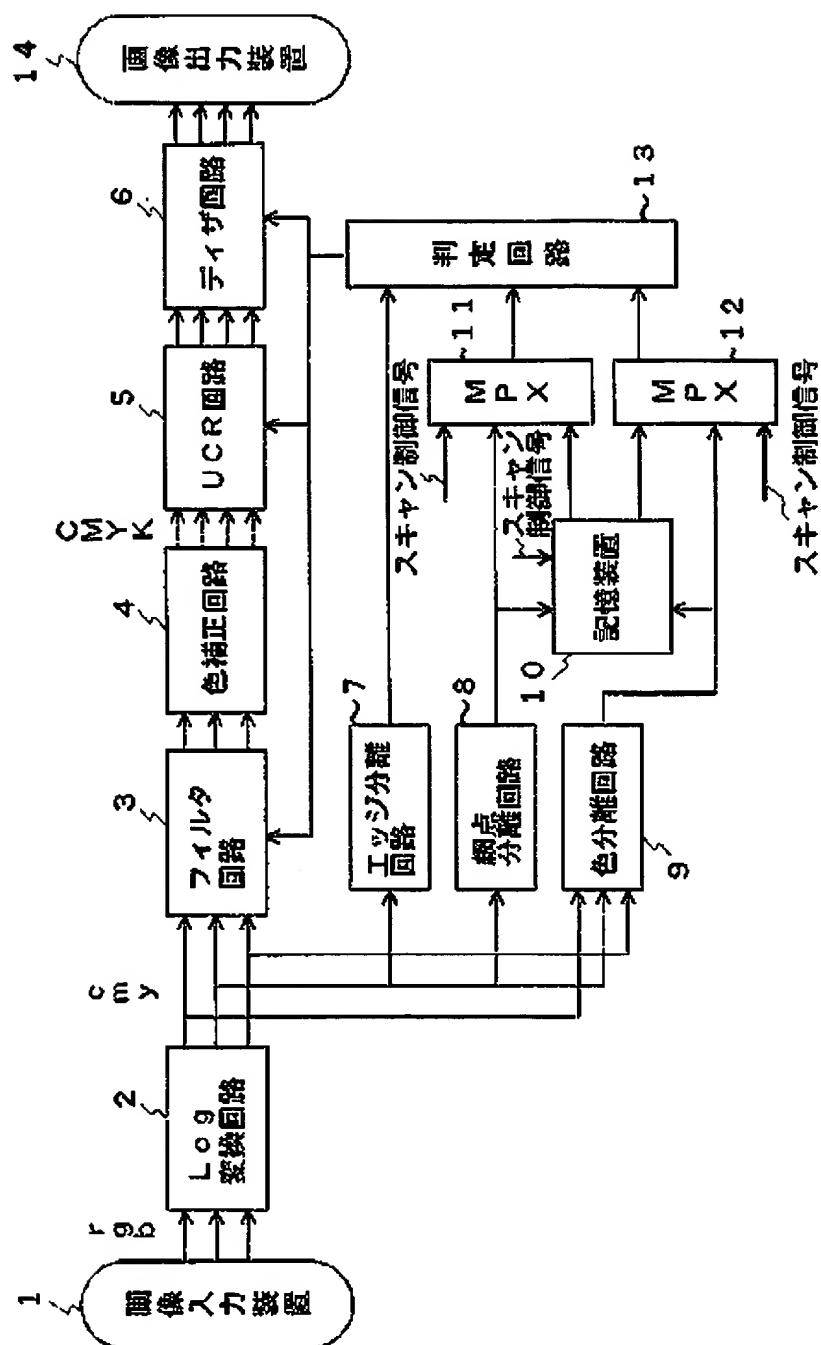 1
画像入力装置
r
g
b
2
Log
変換回路
c
m
y
3
フィルタ
回路
4
色補正回路
C
M
Y
K
5
UCR回路
6
ディザ回路
14
画像出力装置
7
エッジ分離
回路
8
網点
分離回路
9
色分離回路
10
記憶装置
スキャン
制御信号
スキャン制御信号
11
MPX
12
MPX
スキャン制御信号
13
判定回路